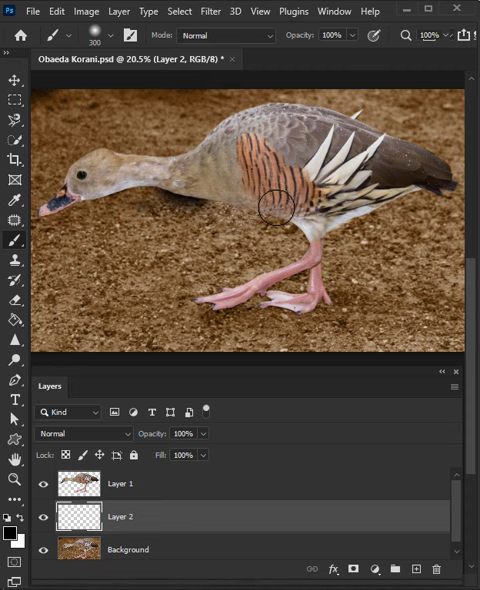 Ps File Edit Image Layer Type Select Filter 3D View Plugins Window Help
300 Mode: Normal Opacity: 100% 100%
Obaeda Korani.psd @ 20.5% (Layer 2, RGB/8) * ×
Layers
Kind
Normal Opacity: 100%
Lock: Fill: 100%
Layer 1
Layer 2
Background
fx